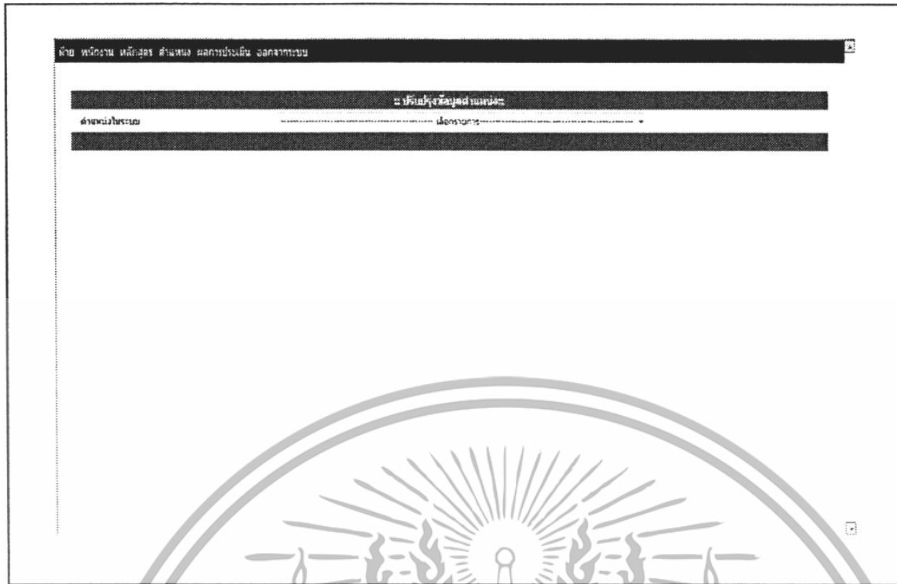 ฝ่าย พนักงาน หลักสูตร ตำแหน่ง ผลการประเมิน ออกจากระบบ
:: ปรับปรุงข้อมูลตำแหน่ง::
ตำแหน่งในระบบ
---------- เลือกรายการ----------